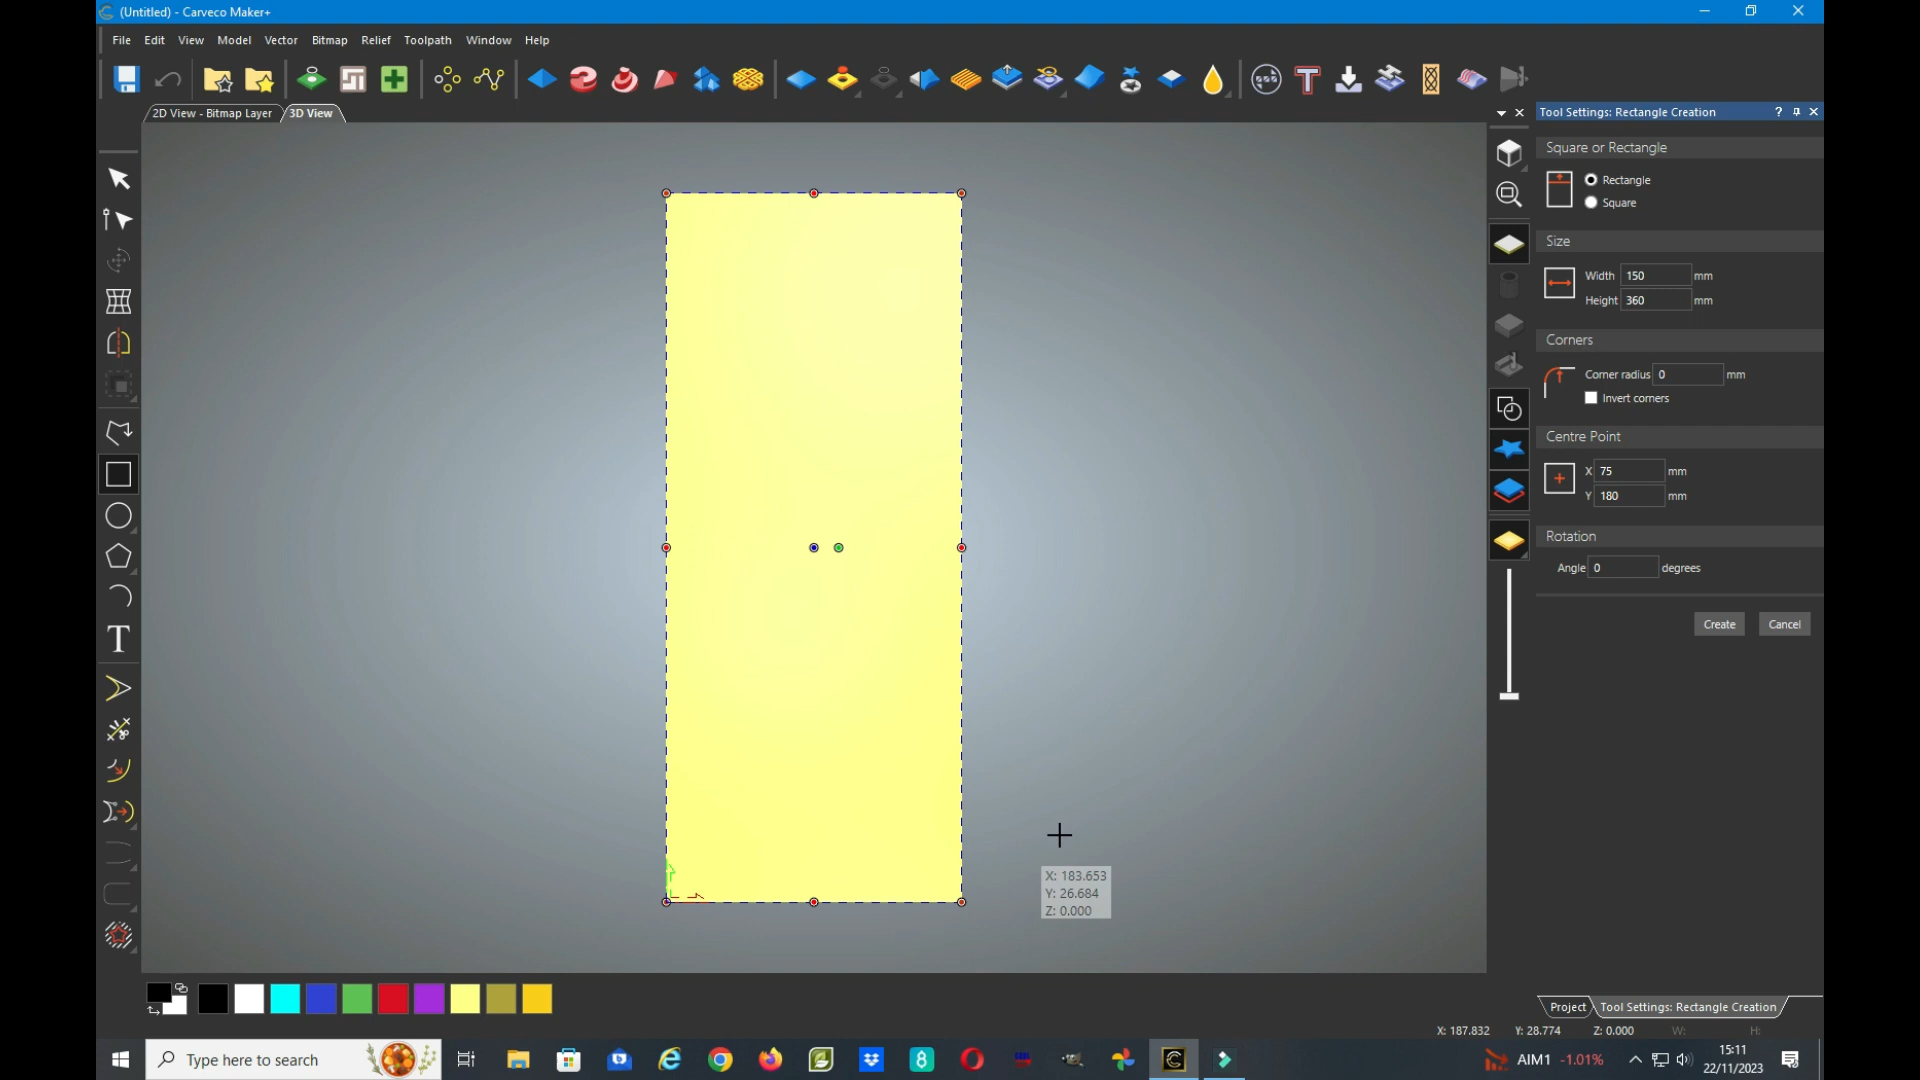 (Untitled) - Carveco Maker+
File Edit View Model Vector Bitmap Relief Toolpath Window Help
2D View - Bitmap Layer 3D View
Tool Settings: Rectangle Creation ?
Square or Rectangle
Rectangle
Square
Size
Width 150 mm
Height 360 mm
Corners
Corner radius 0 mm
Invert corners
Centre Point
X 75 mm
Y 180 mm
Rotation
Angle 0 degrees
Create Cancel
X: 183.653
Y: 26.684
Z: 0.000
Project Tool Settings: Rectangle Creation
X: 187.832 Y: 28.774 Z: 0.000 W: H:
Type here to search
AIM1 -1.01%
15:11
22/11/2023